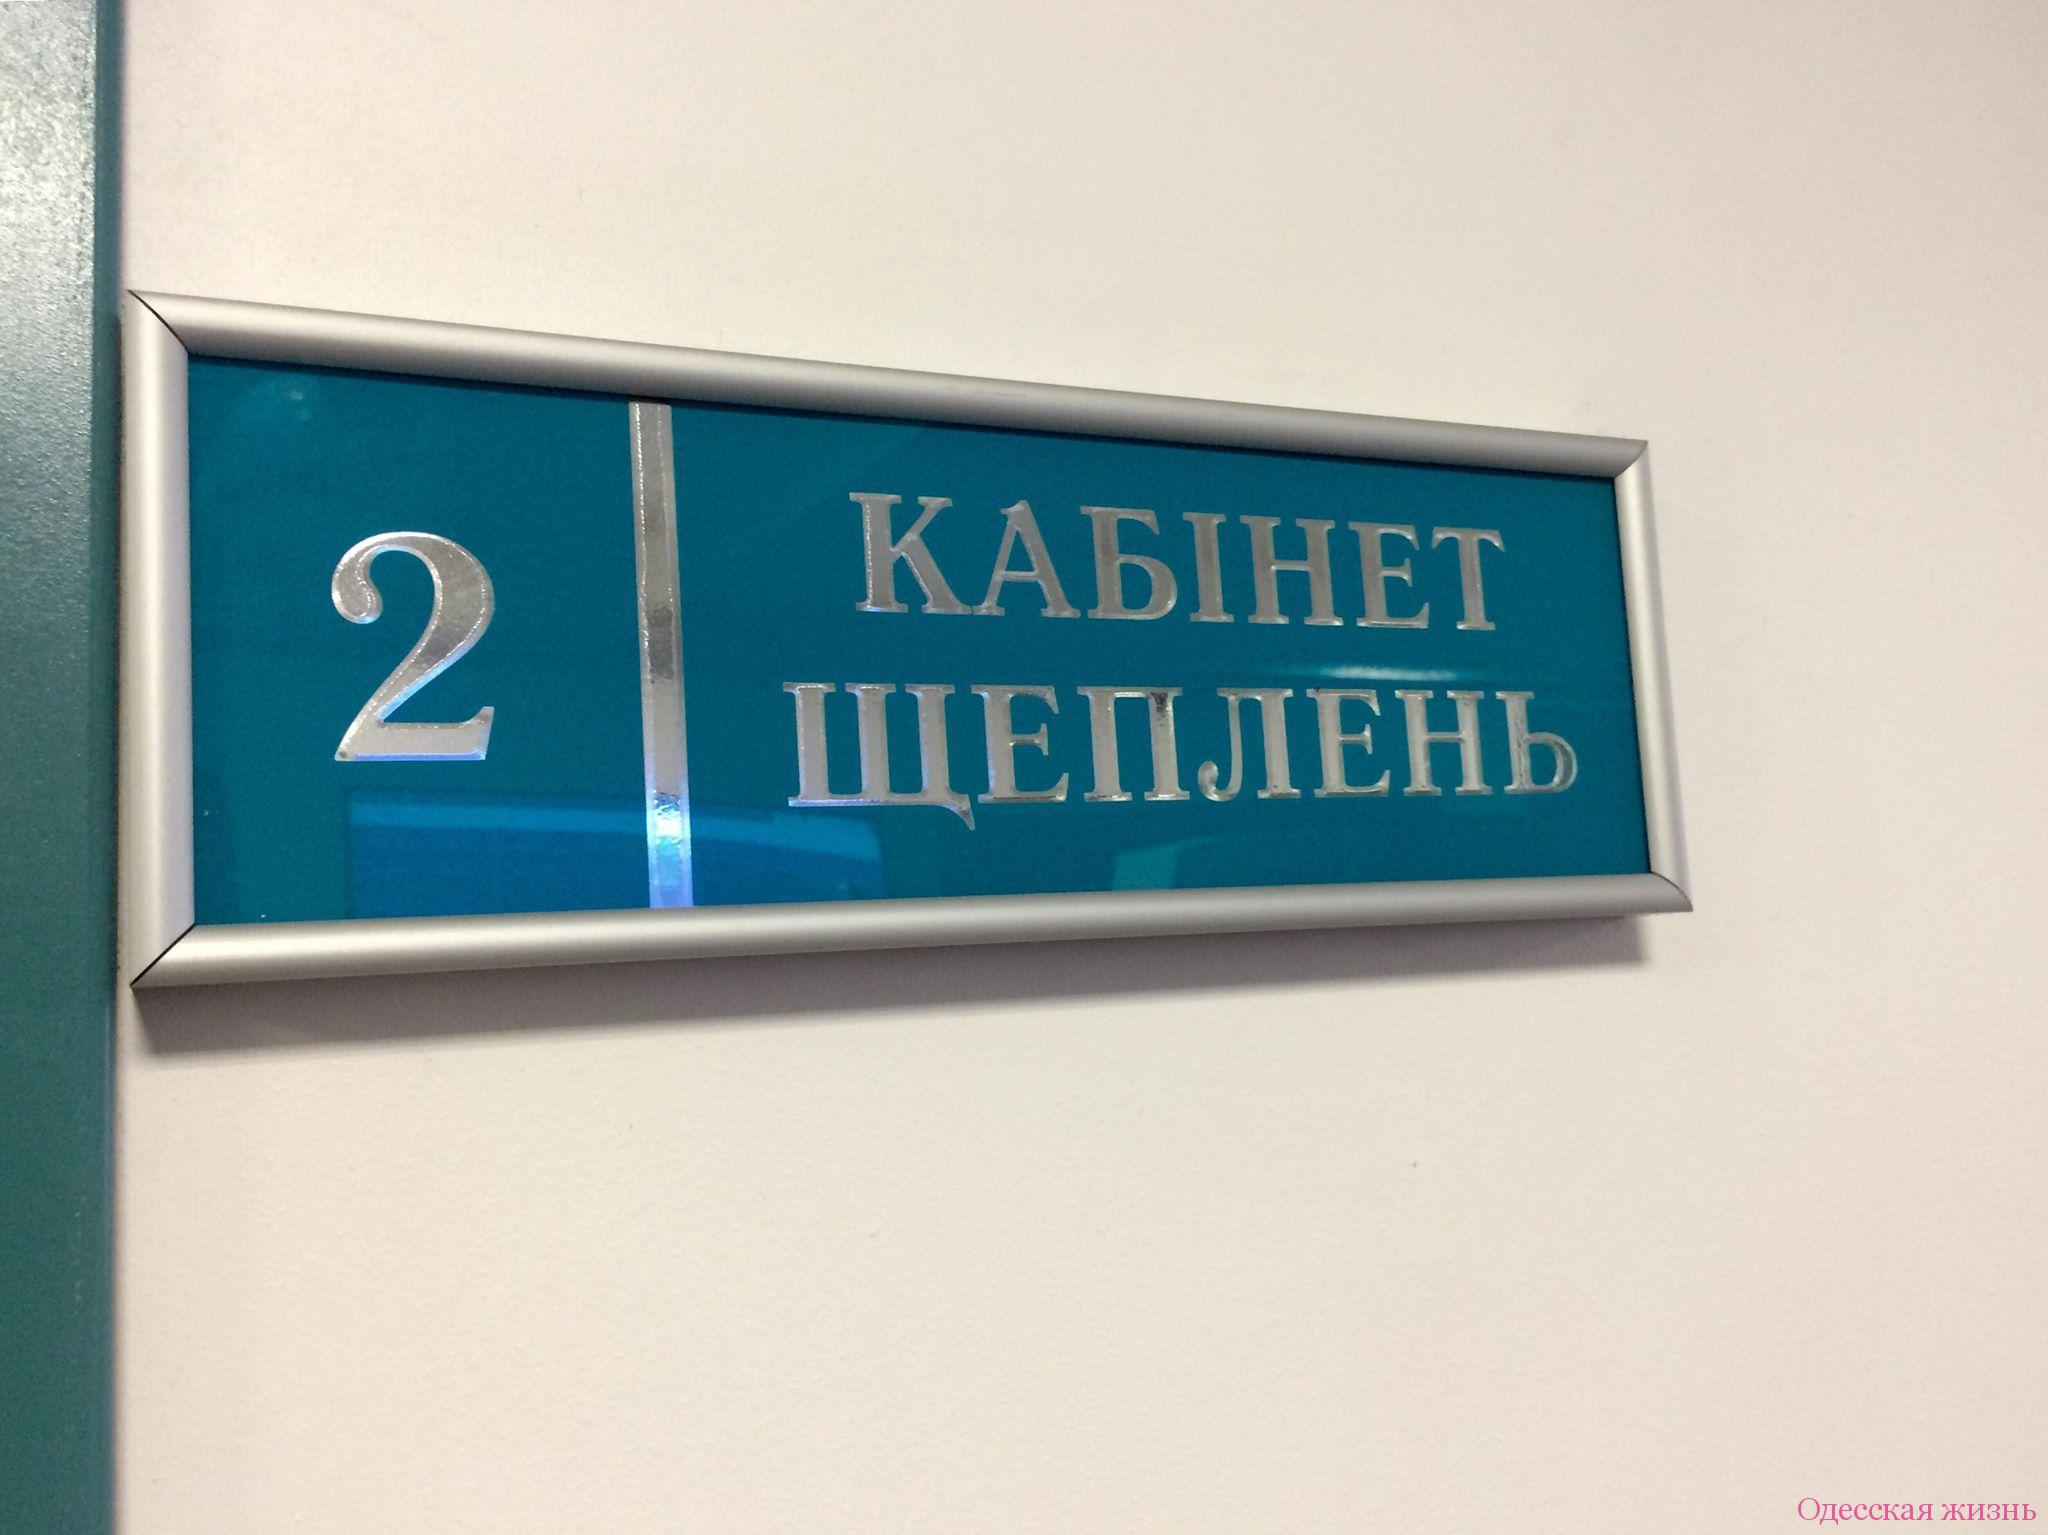 2
КАБІНЕТ
ЩЕПЛЕНЬ
Одесская жизнь